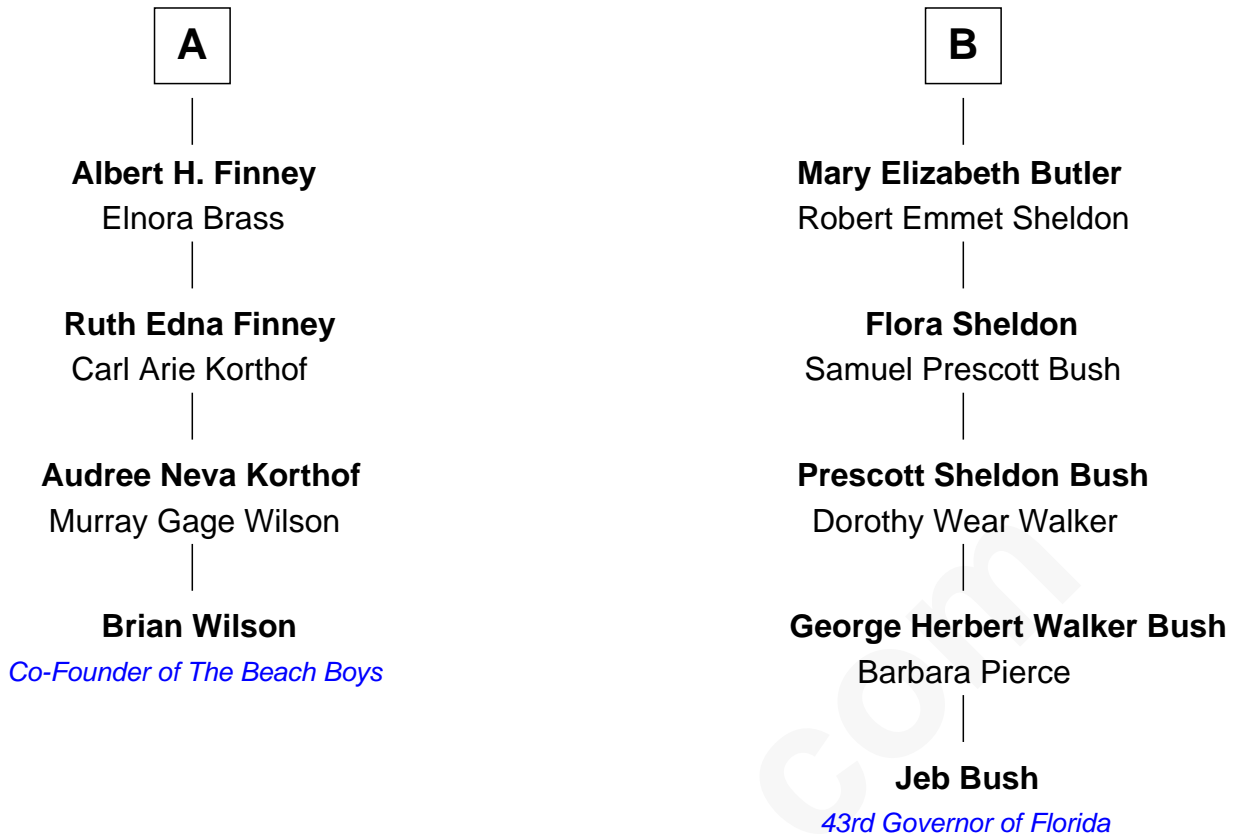 A
Albert H. Finney
Elnora Brass
Ruth Edna Finney
Carl Arie Korthof
Audree Neva Korthof
Murray Gage Wilson
Brian Wilson
Co-Founder of The Beach Boys
B
Mary Elizabeth Butler
Robert Emmet Sheldon
Flora Sheldon
Samuel Prescott Bush
Prescott Sheldon Bush
Dorothy Wear Walker
George Herbert Walker Bush
Barbara Pierce
Jeb Bush
43rd Governor of Florida
com